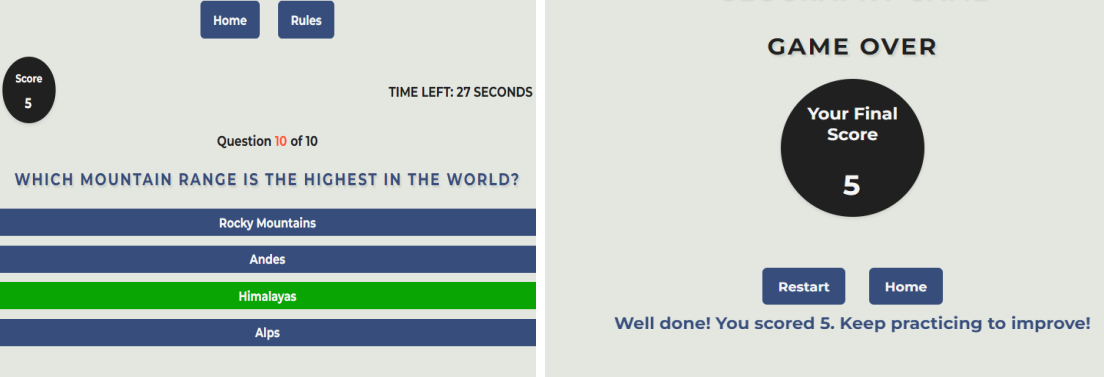 Home Rules
Score
5
TIME LEFT: 27 SECONDS
Question 10 of 10
WHICH MOUNTAIN RANGE IS THE HIGHEST IN THE WORLD?
Rocky Mountains
Andes
Himalayas
Alps
GAME OVER
Your Final
Score
5
Restart Home
Well done! You scored 5. Keep practicing to improve!